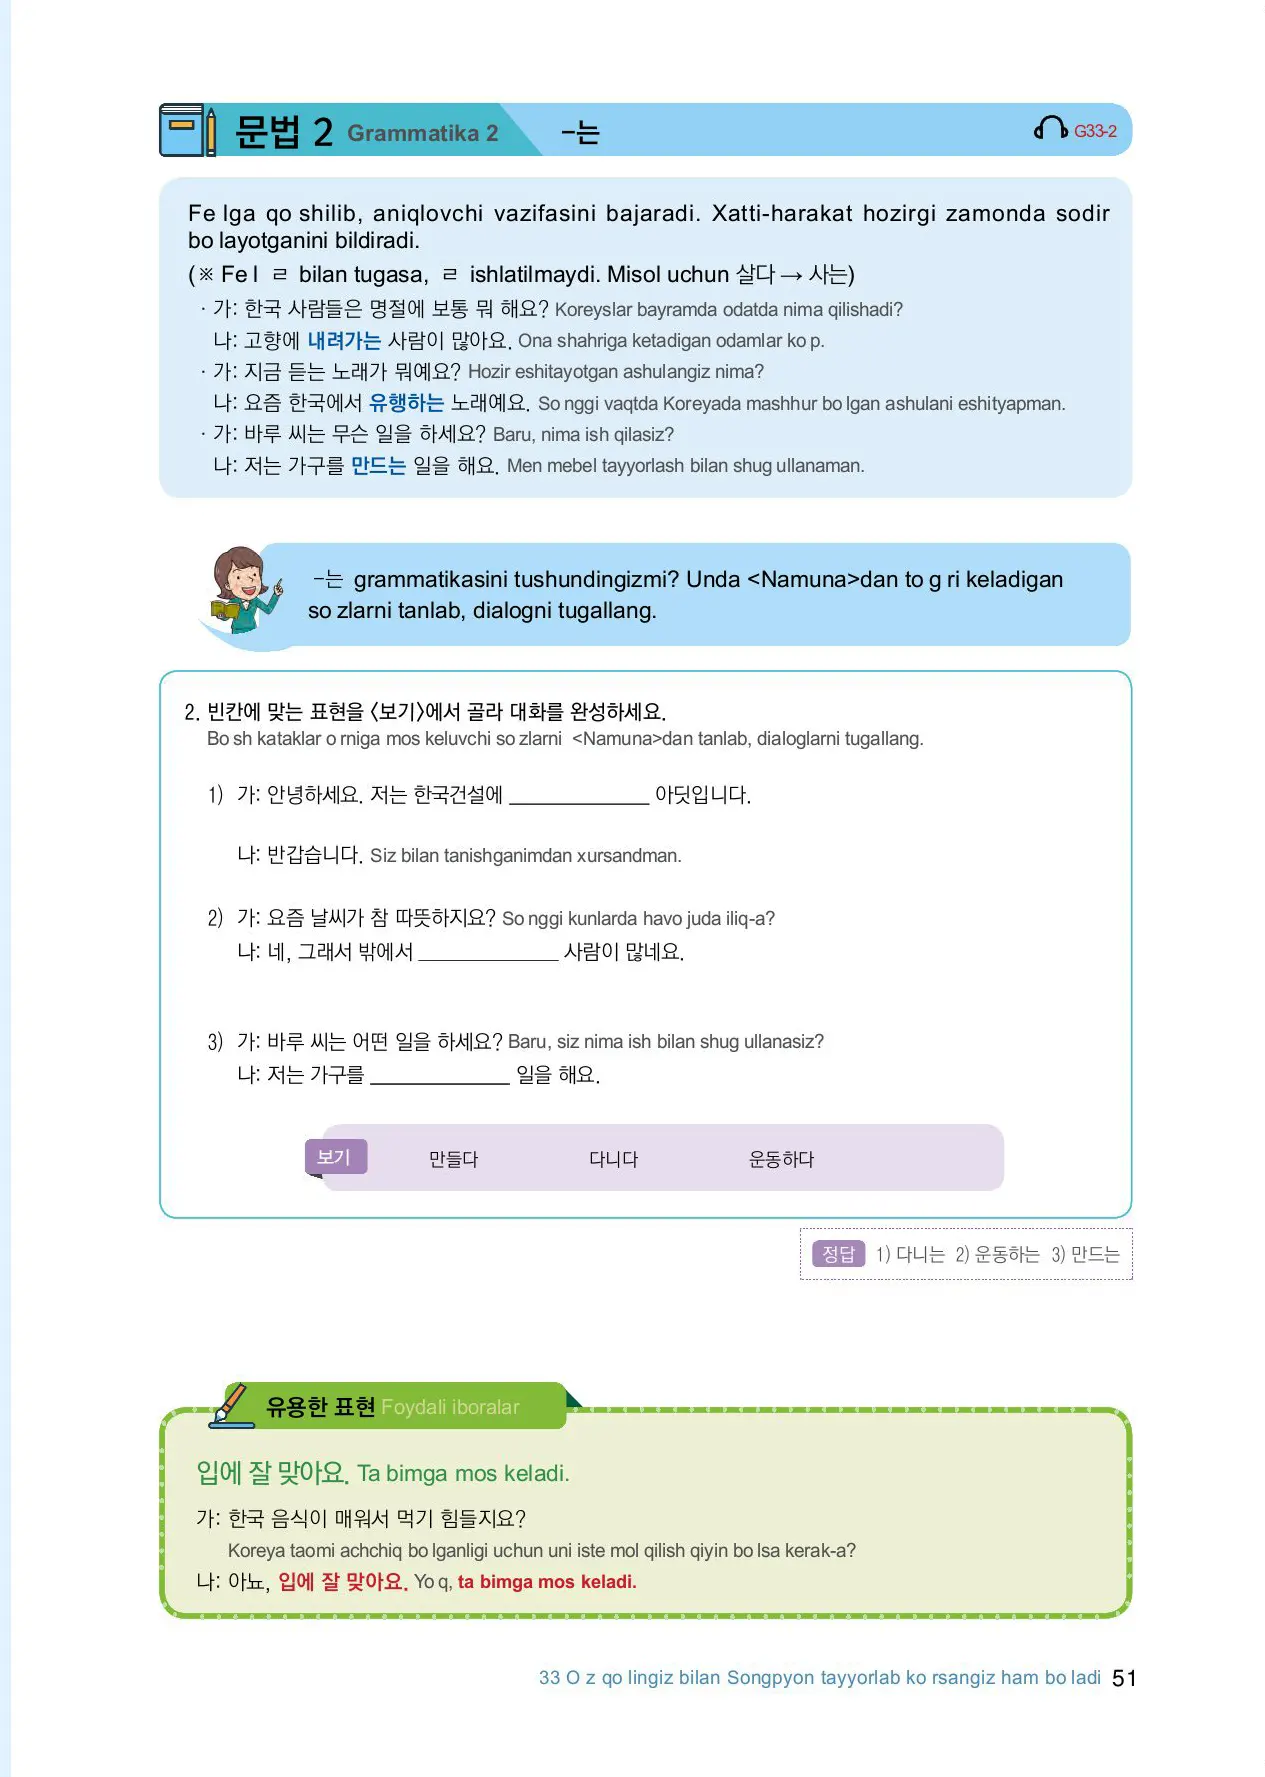 문법 2 Grammatika 2 -는 G33-2
Fe lga qo shilib, aniqlovchi vazifasini bajaradi. Xatti-harakat hozirgi zamonda sodir
bo layotganini bildiradi.
(※ Fe l ㄹ bilan tugasa, ㄹ ishlatilmaydi. Misol uchun 살다 → 사는)
· 가: 한국 사람들은 명절에 보통 뭐 해요? Koreyslar bayramda odatda nima qilishadi?
나: 고향에 내려가는 사람이 많아요. Ona shahriga ketadigan odamlar ko p.
· 가: 지금 듣는 노래가 뭐예요? Hozir eshitayotgan ashulangiz nima?
나: 요즘 한국에서 유행하는 노래예요. So nggi vaqtda Koreyada mashhur bo lgan ashulani eshityapman.
· 가: 바루 씨는 무슨 일을 하세요? Baru, nima ish qilasiz?
나: 저는 가구를 만드는 일을 해요. Men mebel tayyorlash bilan shug ullanaman.
-는 grammatikasini tushundingizmi? Unda <Namuna>dan to g ri keladigan
so zlarni tanlab, dialogni tugallang.
2. 빈칸에 맞는 표현을 〈보기〉에서 골라 대화를 완성하세요.
Bo sh kataklar o rniga mos keluvchi so zlarni <Namuna>dan tanlab, dialoglarni tugallang.
1) 가: 안녕하세요. 저는 한국건설에 ______________ 아딧입니다.
나: 반갑습니다. Siz bilan tanishganimdan xursandman.
2) 가: 요즘 날씨가 참 따뜻하지요? So nggi kunlarda havo juda iliq-a?
나: 네, 그래서 밖에서 ______________ 사람이 많네요.
3) 가: 바루 씨는 어떤 일을 하세요? Baru, siz nima ish bilan shug ullanasiz?
나: 저는 가구를 ______________ 일을 해요.
보기 만들다 다니다 운동하다
정답 1) 다니는 2) 운동하는 3) 만드는
유용한 표현 Foydali iboralar
입에 잘 맞아요. Ta bimga mos keladi.
가: 한국 음식이 매워서 먹기 힘들지요?
Koreya taomi achchiq bo lganligi uchun uni iste mol qilish qiyin bo lsa kerak-a?
나: 아뇨, 입에 잘 맞아요. Yo q, ta bimga mos keladi.
33 O z qo lingiz bilan Songpyon tayyorlab ko rsangiz ham bo ladi 51